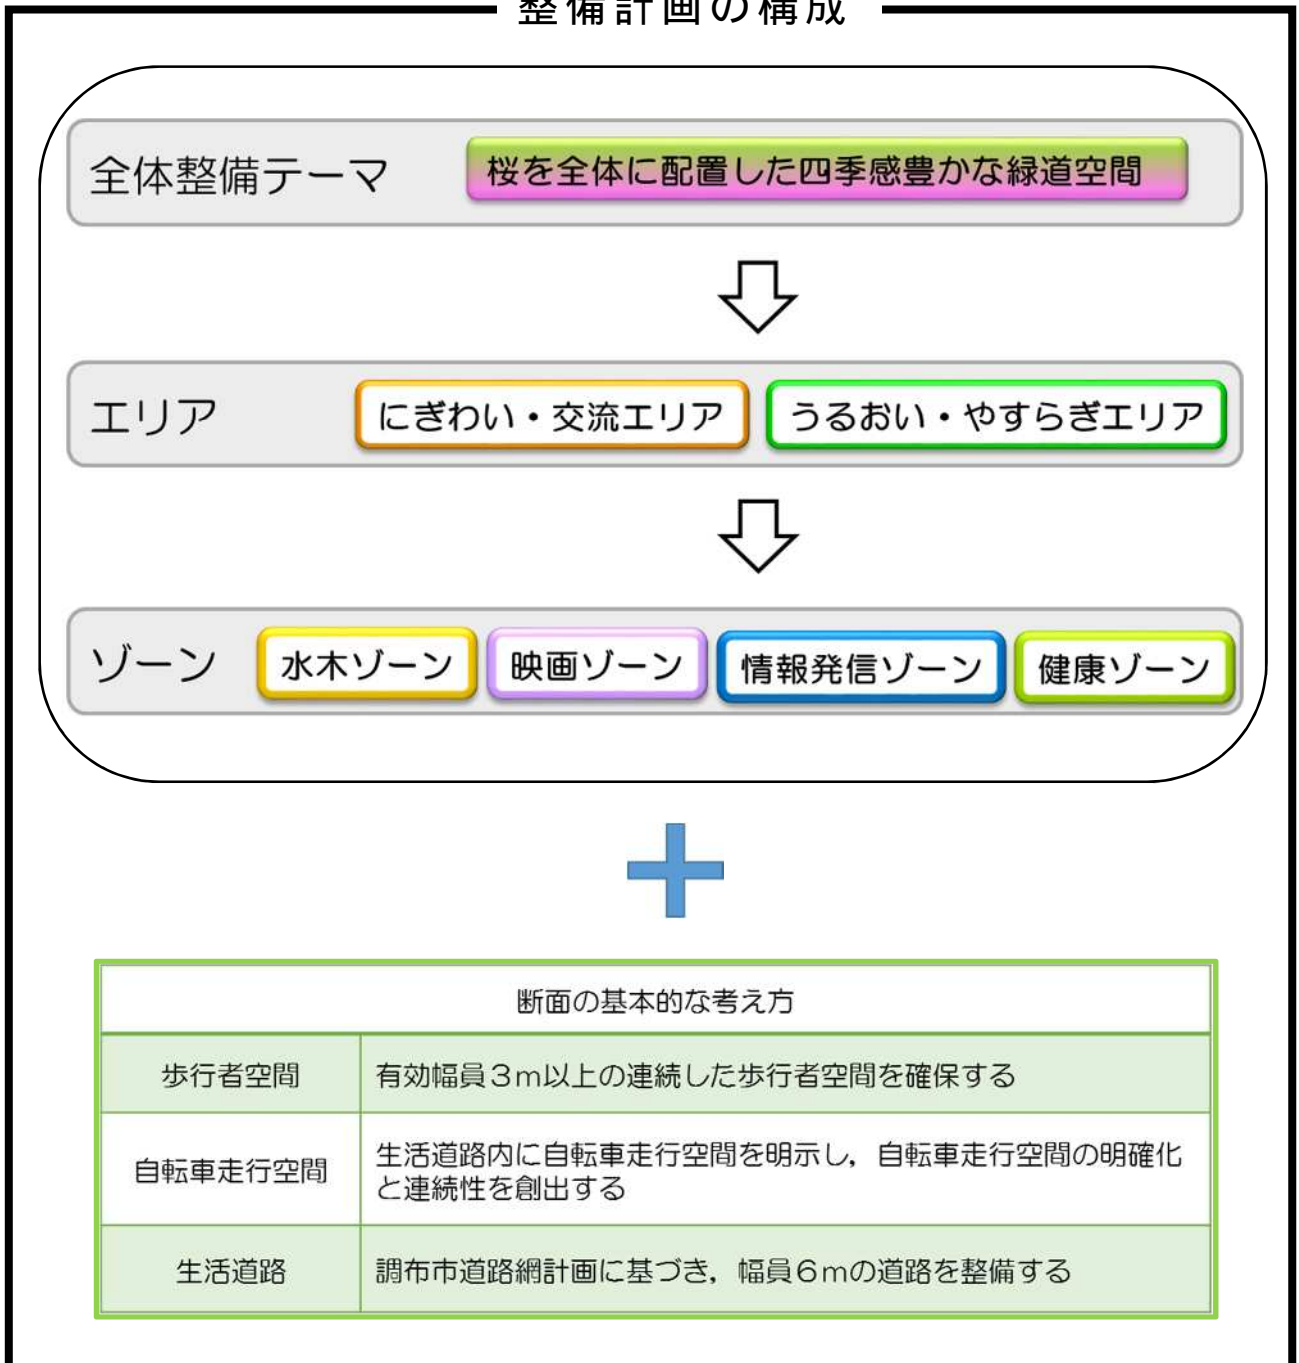 整備計画の構成
全体整備テーマ
桜を全体に配置した四季感豊かな緑道空間
エリア
にぎわい・交流エリア
うるおい・やすらぎエリア
ゾーン
水木ゾーン
映画ゾーン
情報発信ゾーン
健康ゾーン
断面の基本的な考え方
歩行者空間
有効幅員3m以上の連続した歩行者空間を確保する
自転車走行空間
生活道路内に自転車走行空間を明示し，自転車走行空間の明確化
と連続性を創出する
生活道路
調布市道路網計画に基づき，幅員6mの道路を整備する